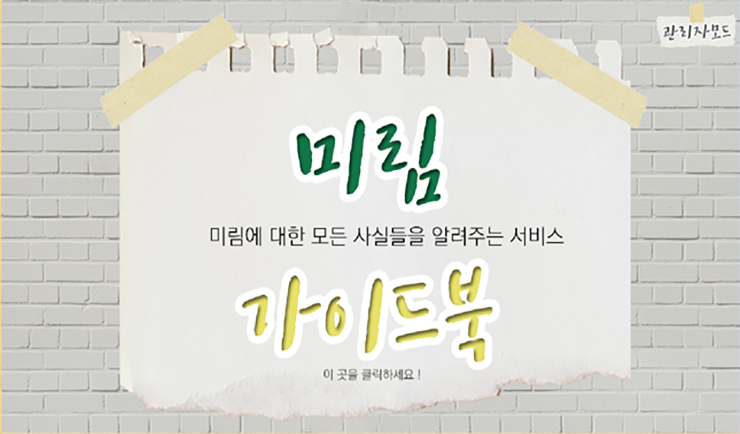 관리자모드
미림
미림에 대한 모든 사실들을 알려주는 서비스
가이드북
이 곳을 클릭하세요 !